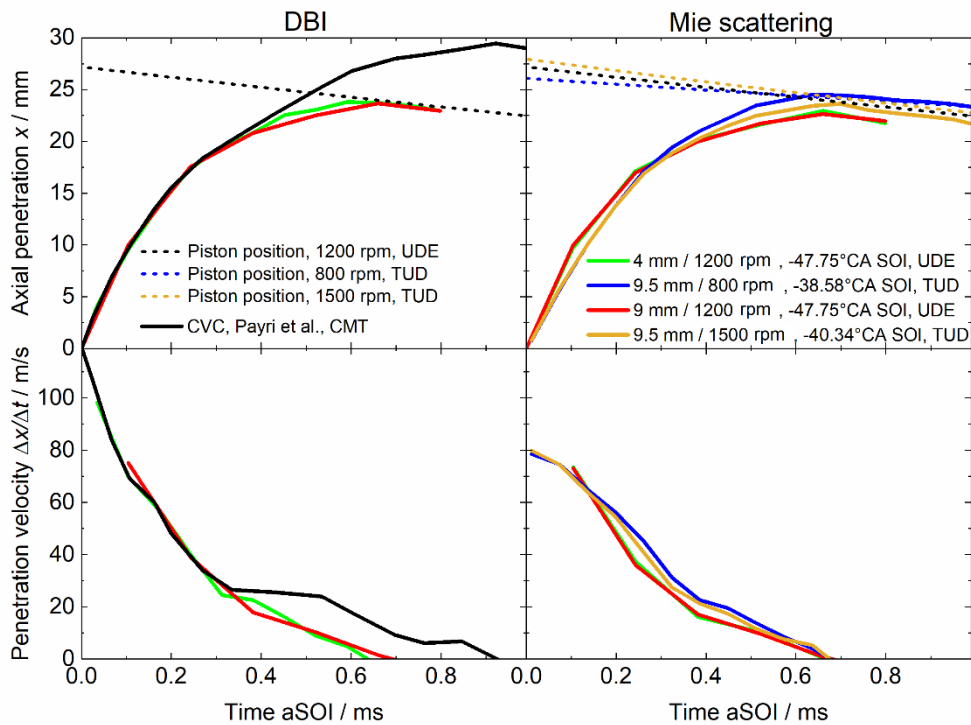 DBI
Mie scattering
Axial penetration x / mm
30
25
20
15
10
5
0
Piston position, 1200 rpm, UDE
Piston position, 800 rpm, TUD
Piston position, 1500 rpm, TUD
CVC, Payri et al., CMT
4 mm / 1200 rpm , -47.75°CA SOI, UDE
9.5 mm / 800 rpm , -38.58°CA SOI, TUD
9 mm / 1200 rpm , -47.75°CA SOI, UDE
9.5 mm / 1500 rpm , -40.34°CA SOI, TUD
Penetration velocity Δx/Δt / m/s
100
80
60
40
20
0
0.0 0.2 0.4 0.6 0.8 0.0 0.2 0.4 0.6 0.8
Time aSOI / ms
Time aSOI / ms